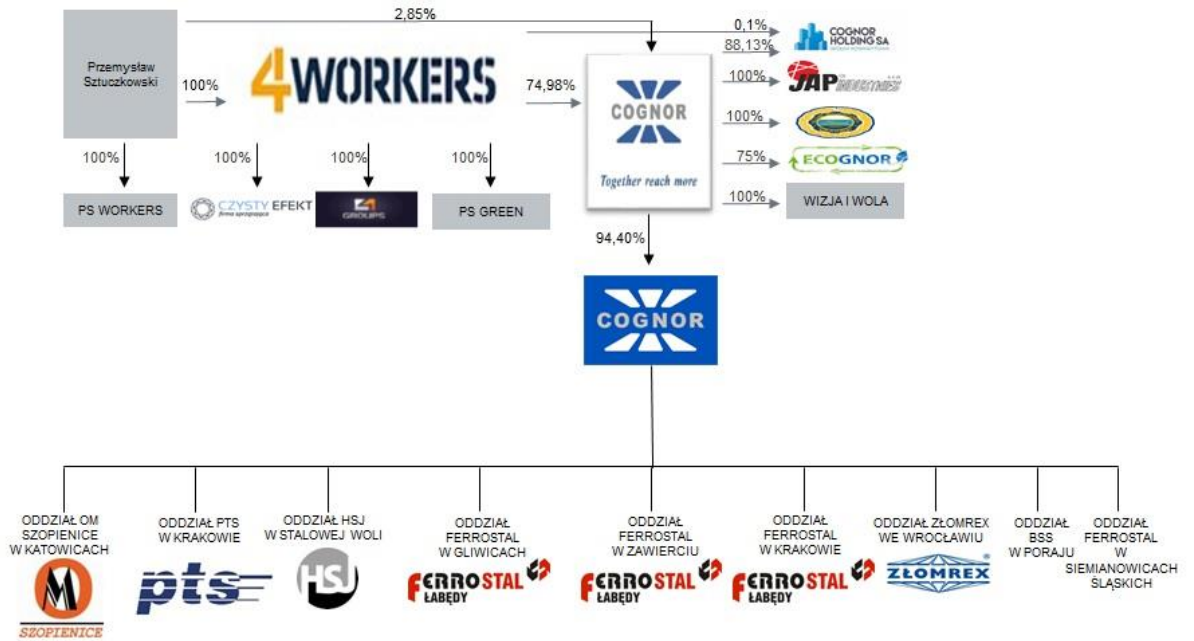 2,85%
0,1%
COGNOR
HOLDING SA
88,13%
Przemysław
Sztuczkowski
100%
4WORKERS
74,98%
COGNOR
Together reach more
100%
JAP
INDUSTRIES
100%
75%
ECOGNOR
100%
WIZJA I WOLA
100%
100%
100%
100%
PS WORKERS
CZYSTY EFEKT
firma sprzątająca
GROUPS
PS GREEN
94,40%
COGNOR
ODDZIAŁ OM
SZOPIENICE
W KATOWICACH
M
SZOPIENICE
ODDZIAŁ PTS
W KRAKOWIE
pts
ODDZIAŁ HSJ
W STALOWEJ WOLI
HSJ
ODDZIAŁ
FERROSTAL
W GLIWICACH
FERROSTAL
ŁABĘDY
ODDZIAŁ
FERROSTAL
W ZAWIERCIU
FERROSTAL
ŁABĘDY
ODDZIAŁ
FERROSTAL
W KRAKOWIE
FERROSTAL
ŁABĘDY
ODDZIAŁ ZŁOMREX
WE WROCŁAWIU
ZŁOMREX
®
ODDZIAŁ
BSS
W PORAJU
ODDZIAŁ
FERROSTAL
W
SIEMIANOWICACH
ŚLĄSKICH